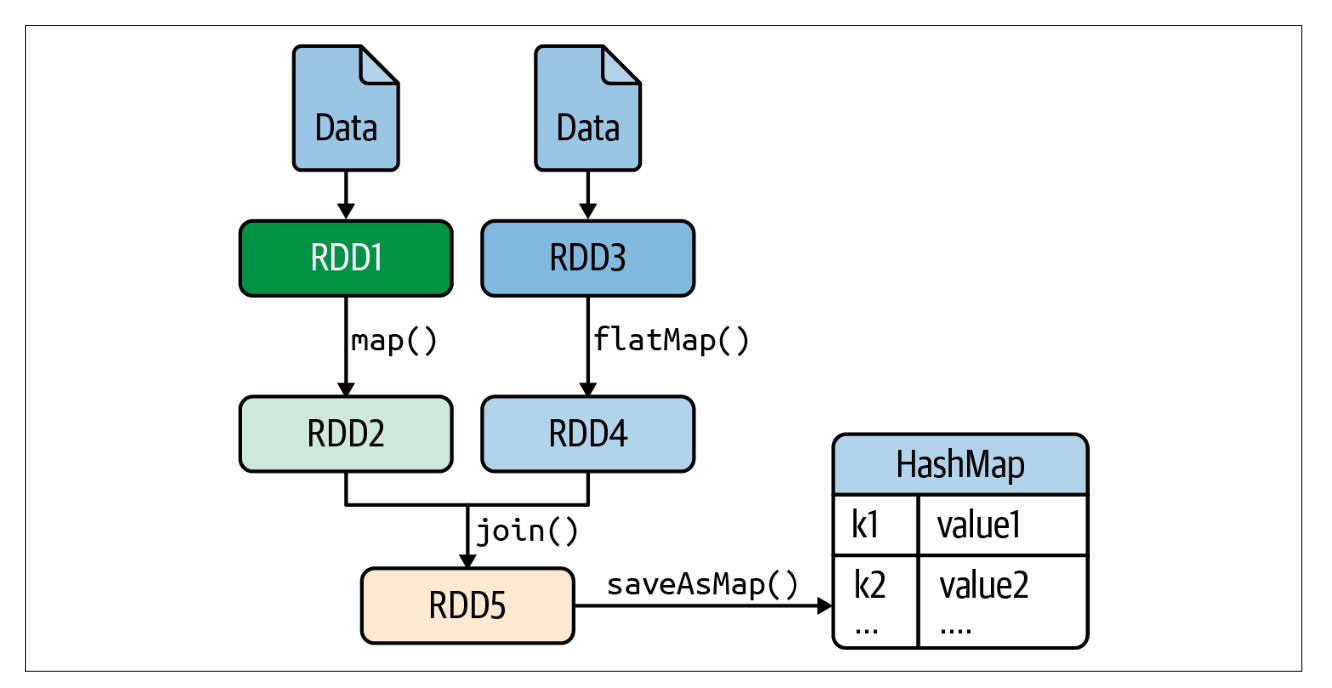 Data
Data
RDD1
RDD3
map()
flatMap()
RDD2
RDD4
join()
RDD5
saveAsMap()
HashMap
k1 value1
k2 value2
... ....